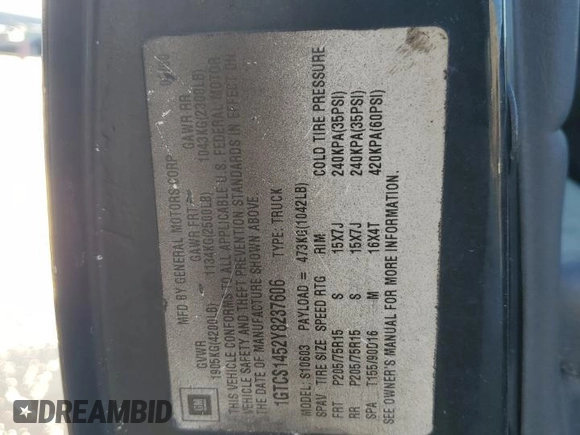 MFD BY GENERAL MOTORS CORP
GVWR GAWR FRT GAWR RR
1905KG(4200LB) 1134KG(2500LB) 1043KG(2300LB)
THIS VEHICLE CONFORMS TO ALL APPLICABLE U.S. FEDERAL MOTOR
VEHICLE SAFETY AND THEFT PREVENTION STANDARDS IN EFFECT ON
THE DATE OF MANUFACTURE SHOWN ABOVE.
1GTCS1452Y8237606 TYPE: TRUCK
MODEL: S10603 PAYLOAD = 473KG(1042LB)
SPAV. TIRE SIZE SPEED RTG RIM COLD TIRE PRESSURE
FRT P205/75R15 S 15X7J 240KPA(35PSI)
RR P205/75R15 S 15X7J 240KPA(35PSI)
SPA T155/90D16 M 16X4T 420KPA(60PSI)
SEE OWNER'S MANUAL FOR MORE INFORMATION.
GM
AutoBidMaster